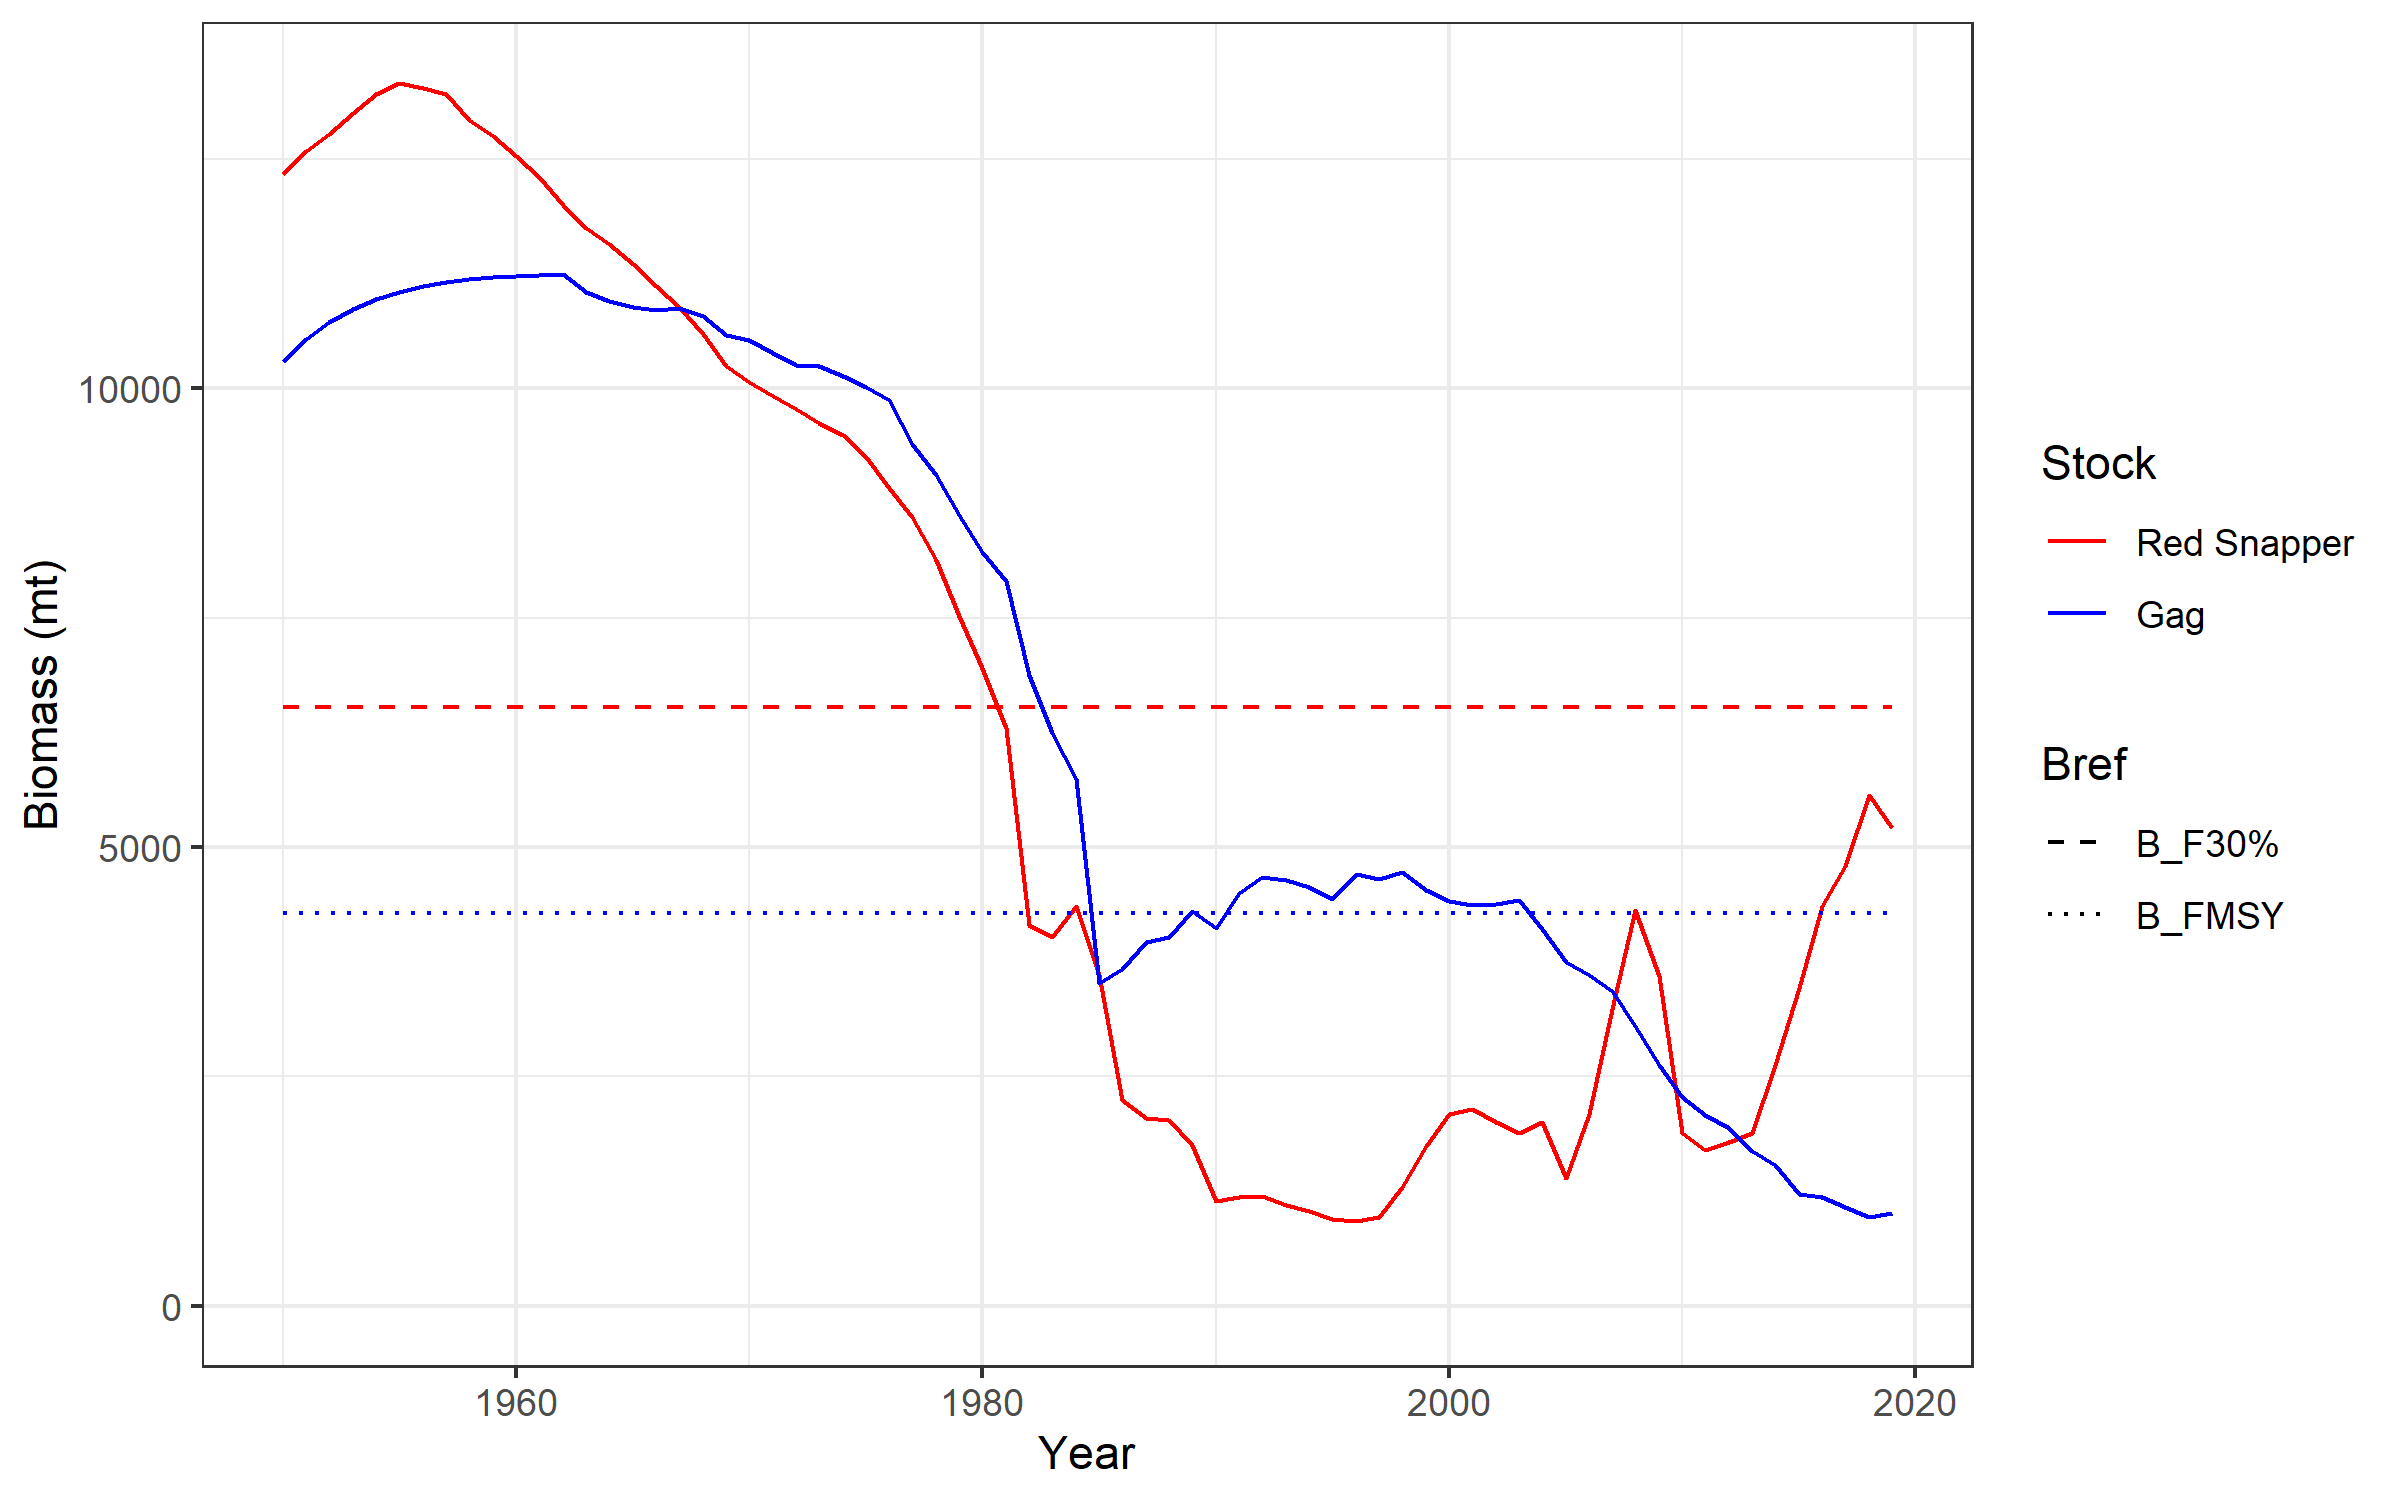 10000
5000
0
Biomass (mt)
1960
1980
2000
2020
Year
Stock
Red Snapper
Gag
Bref
B_F30%
B_FMSY